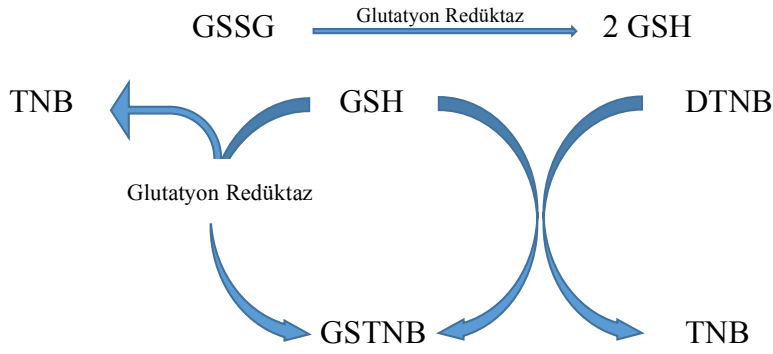 GSSG Glutatyon Redüktaz 2 GSH
TNB GSH DTNB
Glutatyon Redüktaz
GSTNB TNB